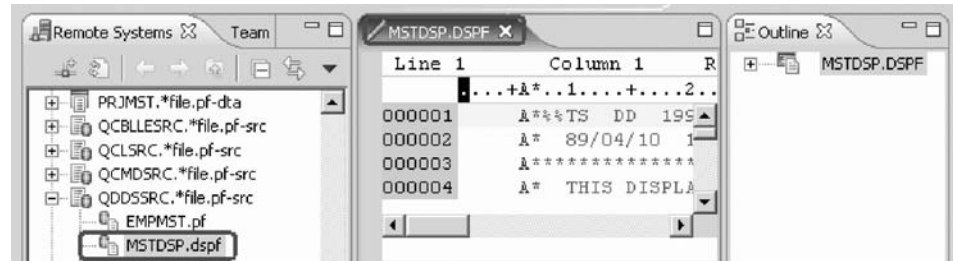 Remote Systems Team
PRJMST.*file.pf-dta
QCBLLESRC.*file.pf-src
QCLSRC.*file.pf-src
QCMDSRC.*file.pf-src
QDDSSRC.*file.pf-src
EMPMST.pf
MSTDSP.dspf
MSTDSP.DSPF
Line 1 Column 1 R
....+A*..1....+....2..
000001 A*%%TS DD 199
000002 A* 89/04/10 1
000003 A***************
000004 A* THIS DISPLA
Outline
MSTDSP.DSPF